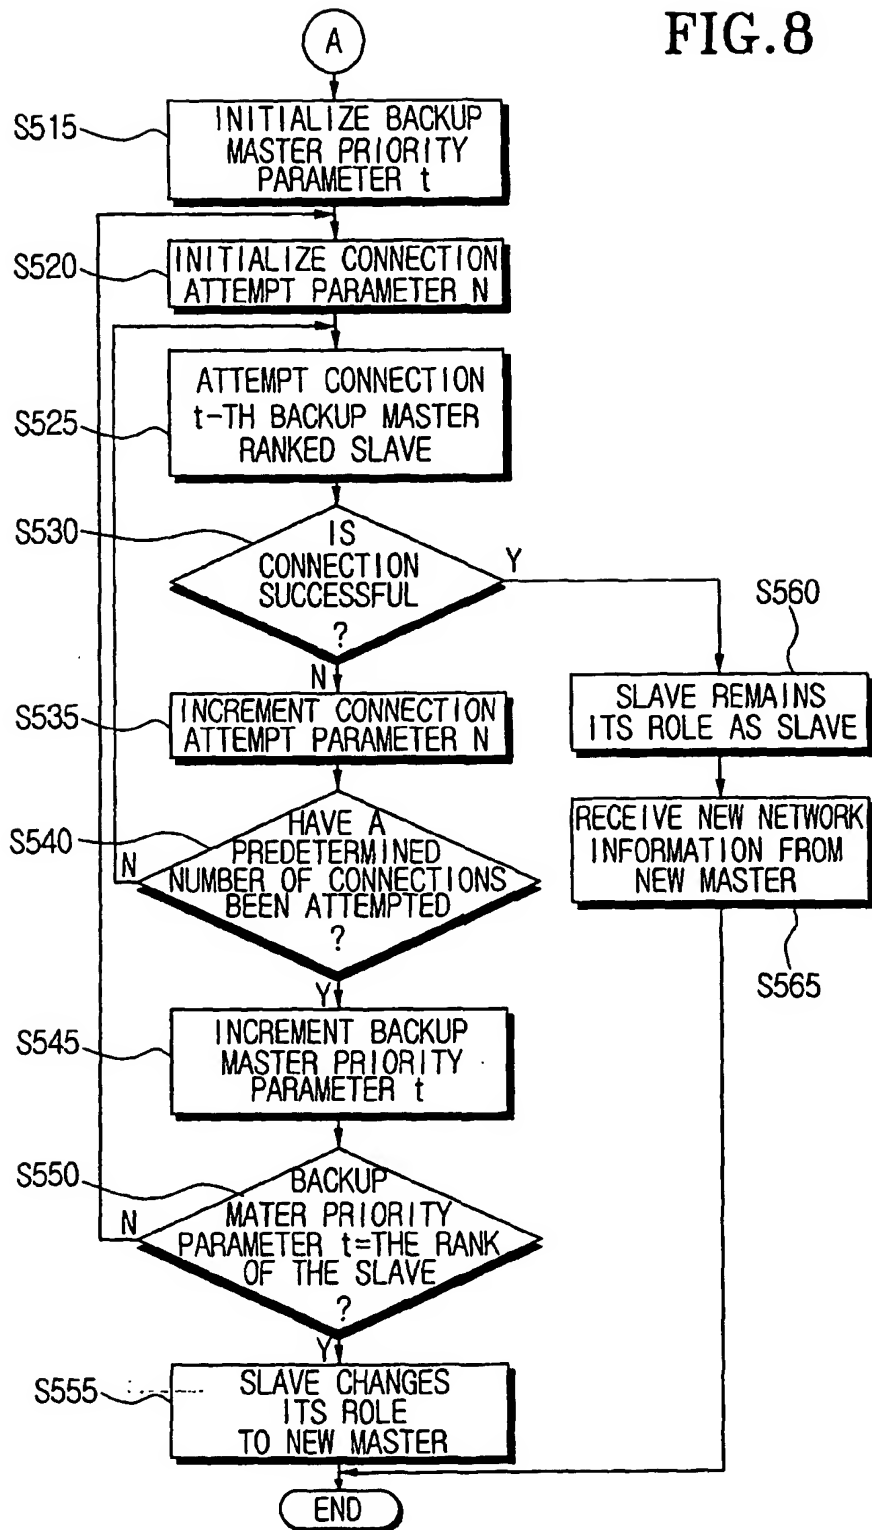 FIG.8
A
S515
INITIALIZE BACKUP
MASTER PRIORITY
PARAMETER t
S520
INITIALIZE CONNECTION
ATTEMPT PARAMETER N
S525
ATTEMPT CONNECTION
t-TH BACKUP MASTER
RANKED SLAVE
S530
IS
CONNECTION
SUCCESSFUL
?
Y
N
S560
SLAVE REMAINS
ITS ROLE AS SLAVE
S535
INCREMENT CONNECTION
ATTEMPT PARAMETER N
S540
HAVE A
PREDETERMINED
NUMBER OF CONNECTIONS
BEEN ATTEMPTED
?
N
Y
RECEIVE NEW NETWORK
INFORMATION FROM
NEW MASTER
S565
S545
INCREMENT BACKUP
MASTER PRIORITY
PARAMETER t
S550
BACKUP
MATER PRIORITY
PARAMETER t=THE RANK
OF THE SLAVE
?
N
Y
S555
SLAVE CHANGES
ITS ROLE
TO NEW MASTER
END